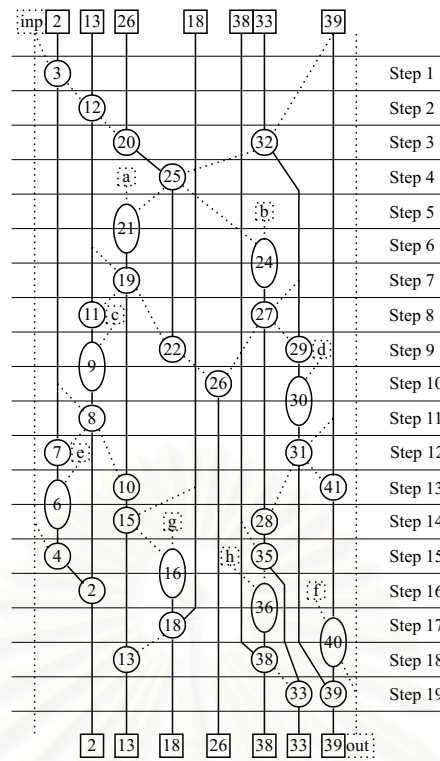 inp 2 13 26 18 38 33 39
3 Step 1
12 Step 2
20 32 Step 3
a 25 Step 4
b Step 5
21 Step 6
24
19 Step 7
11 c 27 Step 8
22 29 d Step 9
9 26 Step 10
30
8 Step 11
7 e 31 Step 12
10 41 Step 13
6
15 g 28 Step 14
4 h 35 Step 15
16
2 f Step 16
36
18 Step 17
40
13 38 Step 18
33 39 Step 19
2 13 18 26 38 33 39 out